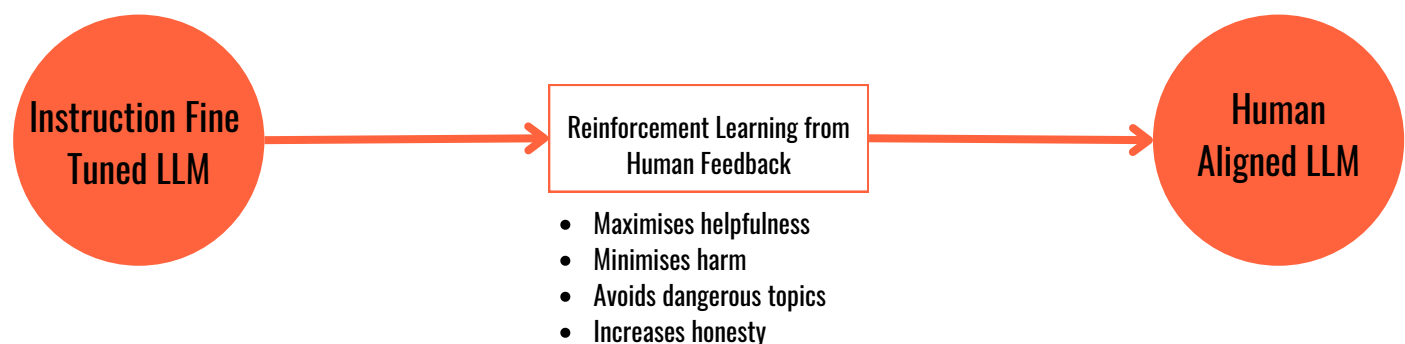 Instruction Fine
Tuned LLM
Reinforcement Learning from
Human Feedback
• Maximises helpfulness
• Minimises harm
• Avoids dangerous topics
• Increases honesty
Human
Aligned LLM